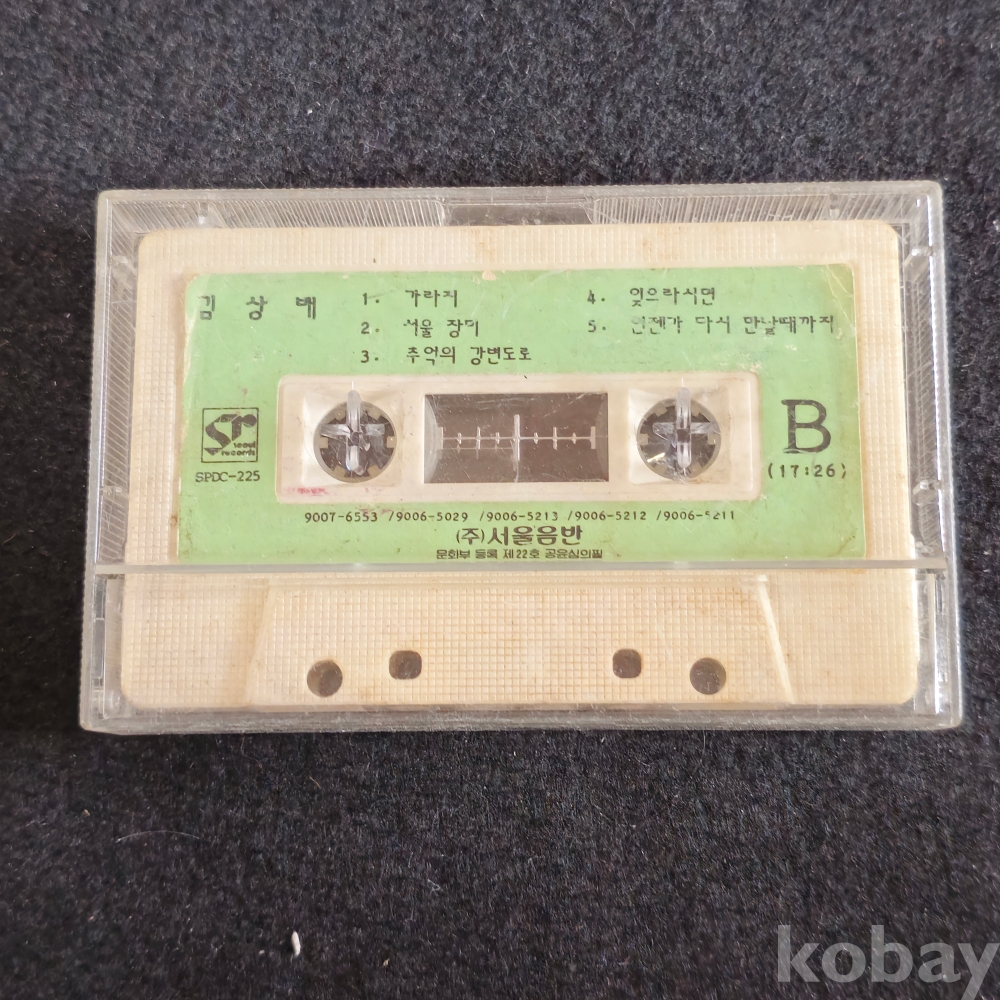 김상배
1. 가라지
2. 서울 장미
3. 추억의 강변도로
4. 잊으라시면
5. 언젠가 다시 만날때까지
seoul
records
SPDC-225
B
(17:26)
9007-6553 /9006-5029 /9006-5213 /9006-5212 /9006-5211
(주)서울음반
문화부 등록 제22호 공윤심의필
kobay